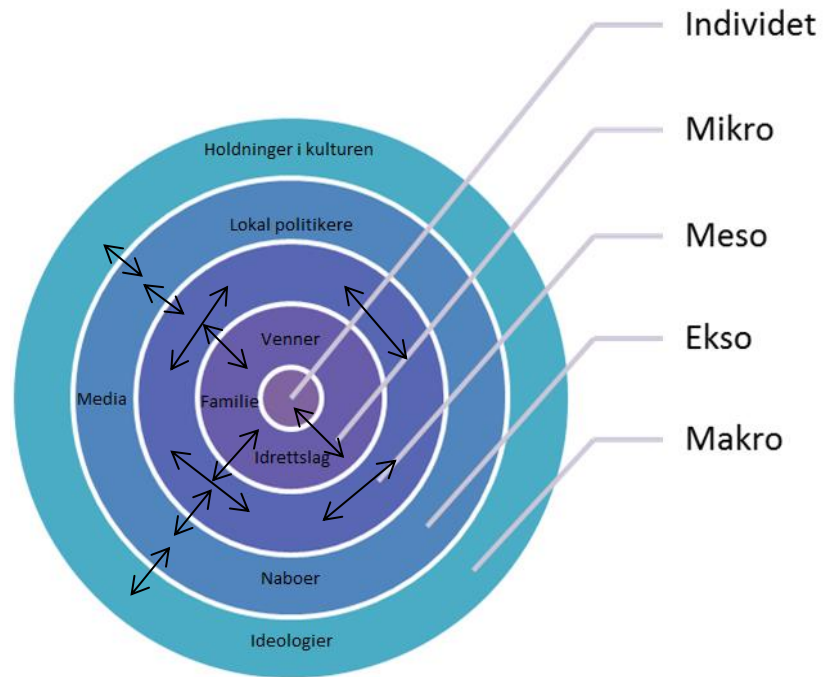 Individet
Mikro
Meso
Ekso
Makro
Holdninger i kulturen
Lokal politikere
Venner
Media
Familie
Idrettslag
Naboer
Ideologier